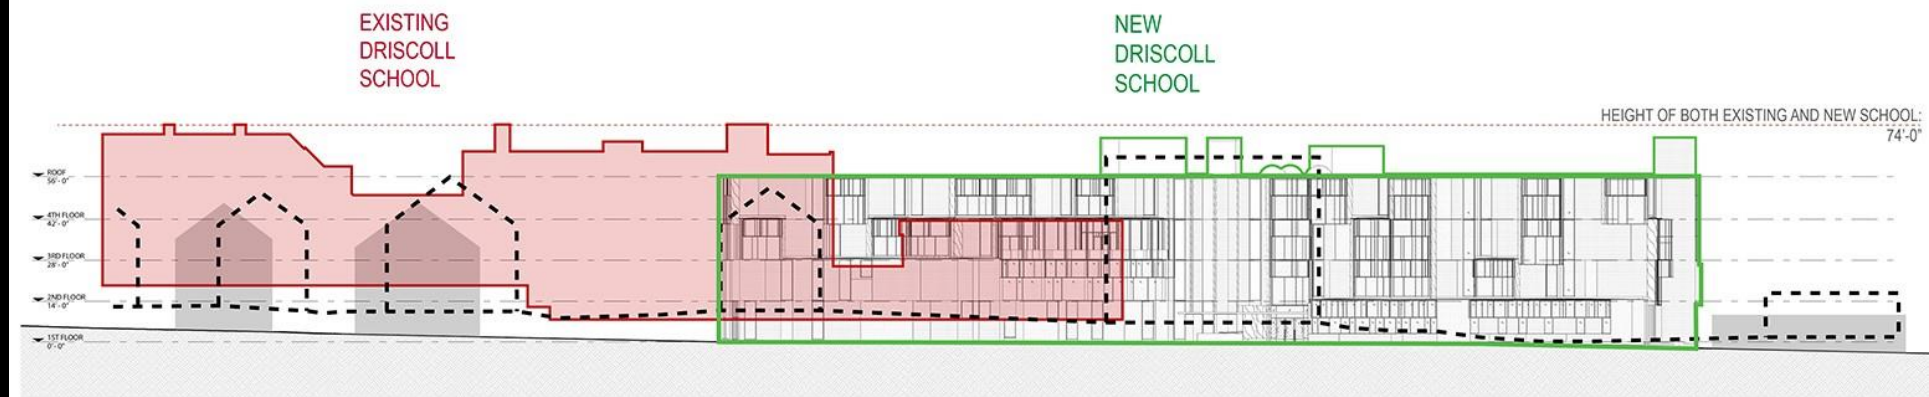 EXISTING
DRISCOLL
SCHOOL
NEW
DRISCOLL
SCHOOL
HEIGHT OF BOTH EXISTING AND NEW SCHOOL:
74'-0"
ROOF
56'-0"
4TH FLOOR
42'-0"
3RD FLOOR
28'-0"
2ND FLOOR
14'-0"
1ST FLOOR
0'-0"